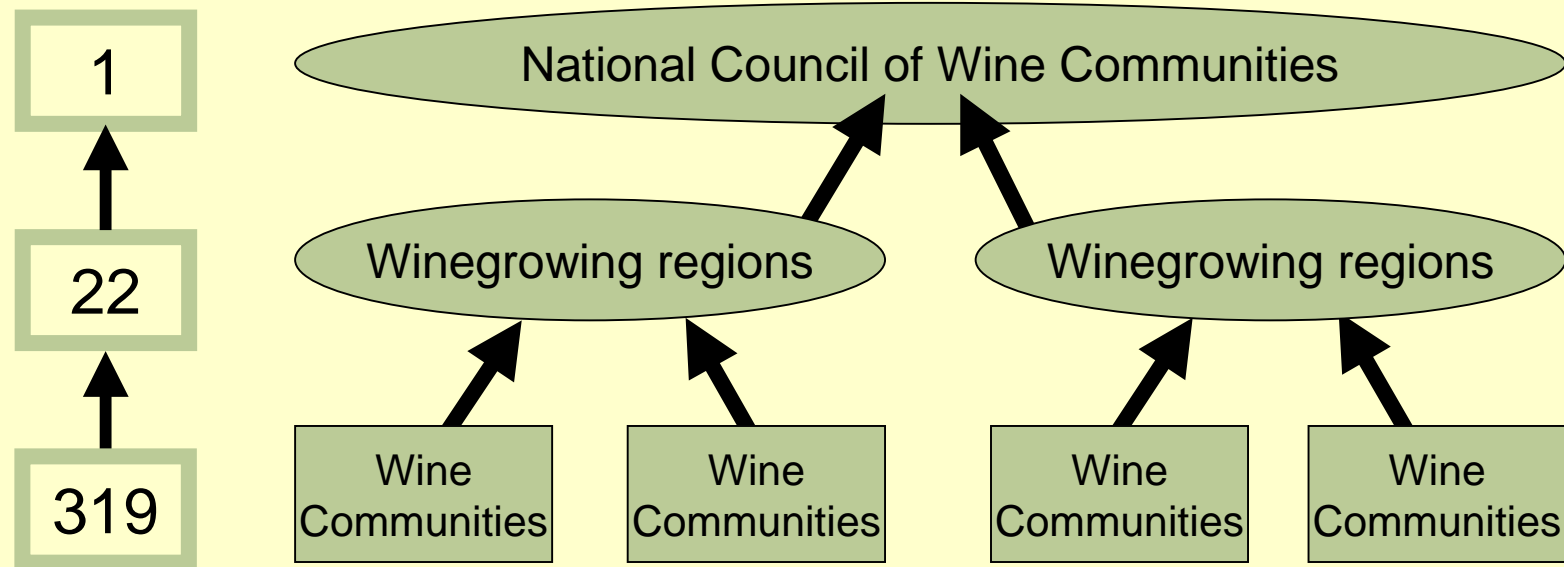 1
National Council of Wine Communities
22
Winegrowing regions
Winegrowing regions
319
Wine
Communities
Wine
Communities
Wine
Communities
Wine
Communities